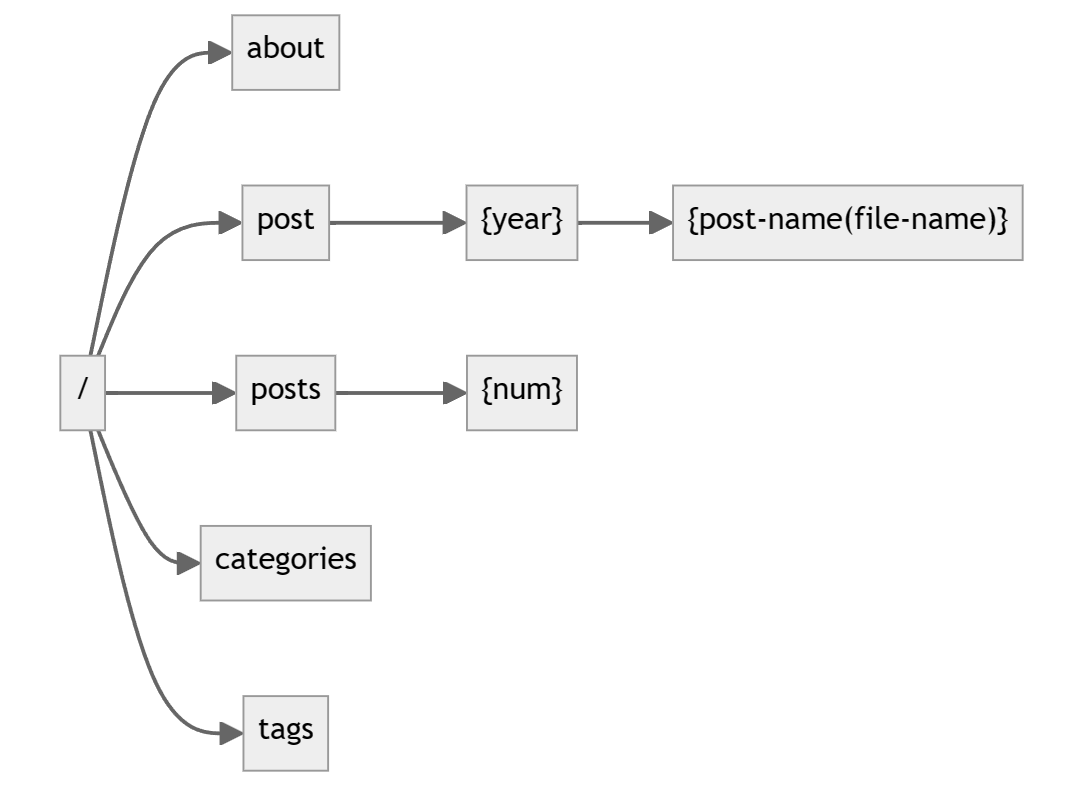 about
post
{year}
{post-name(file-name)}
/
posts
{num}
categories
tags